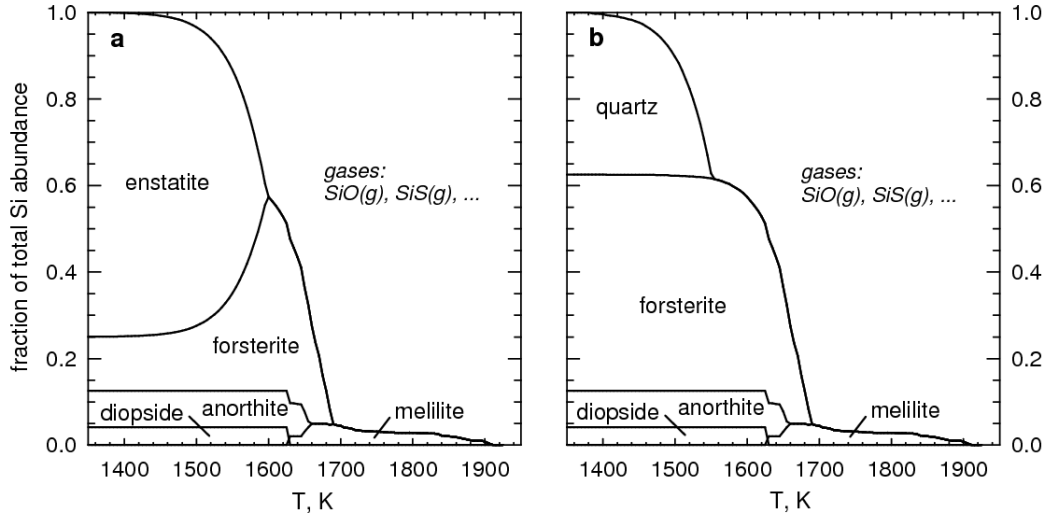 a
b
fraction of total Si abundance
1.0
0.8
0.6
0.4
0.2
0.0
enstatite
gases:
SiO(g), SiS(g), ...
forsterite
diopside
anorthite
melilite
1400 1500 1600 1700 1800 1900
T, K
quartz
gases:
SiO(g), SiS(g), ...
forsterite
diopside
anorthite
melilite
1.0
0.8
0.6
0.4
0.2
0.0
1400 1500 1600 1700 1800 1900
T, K